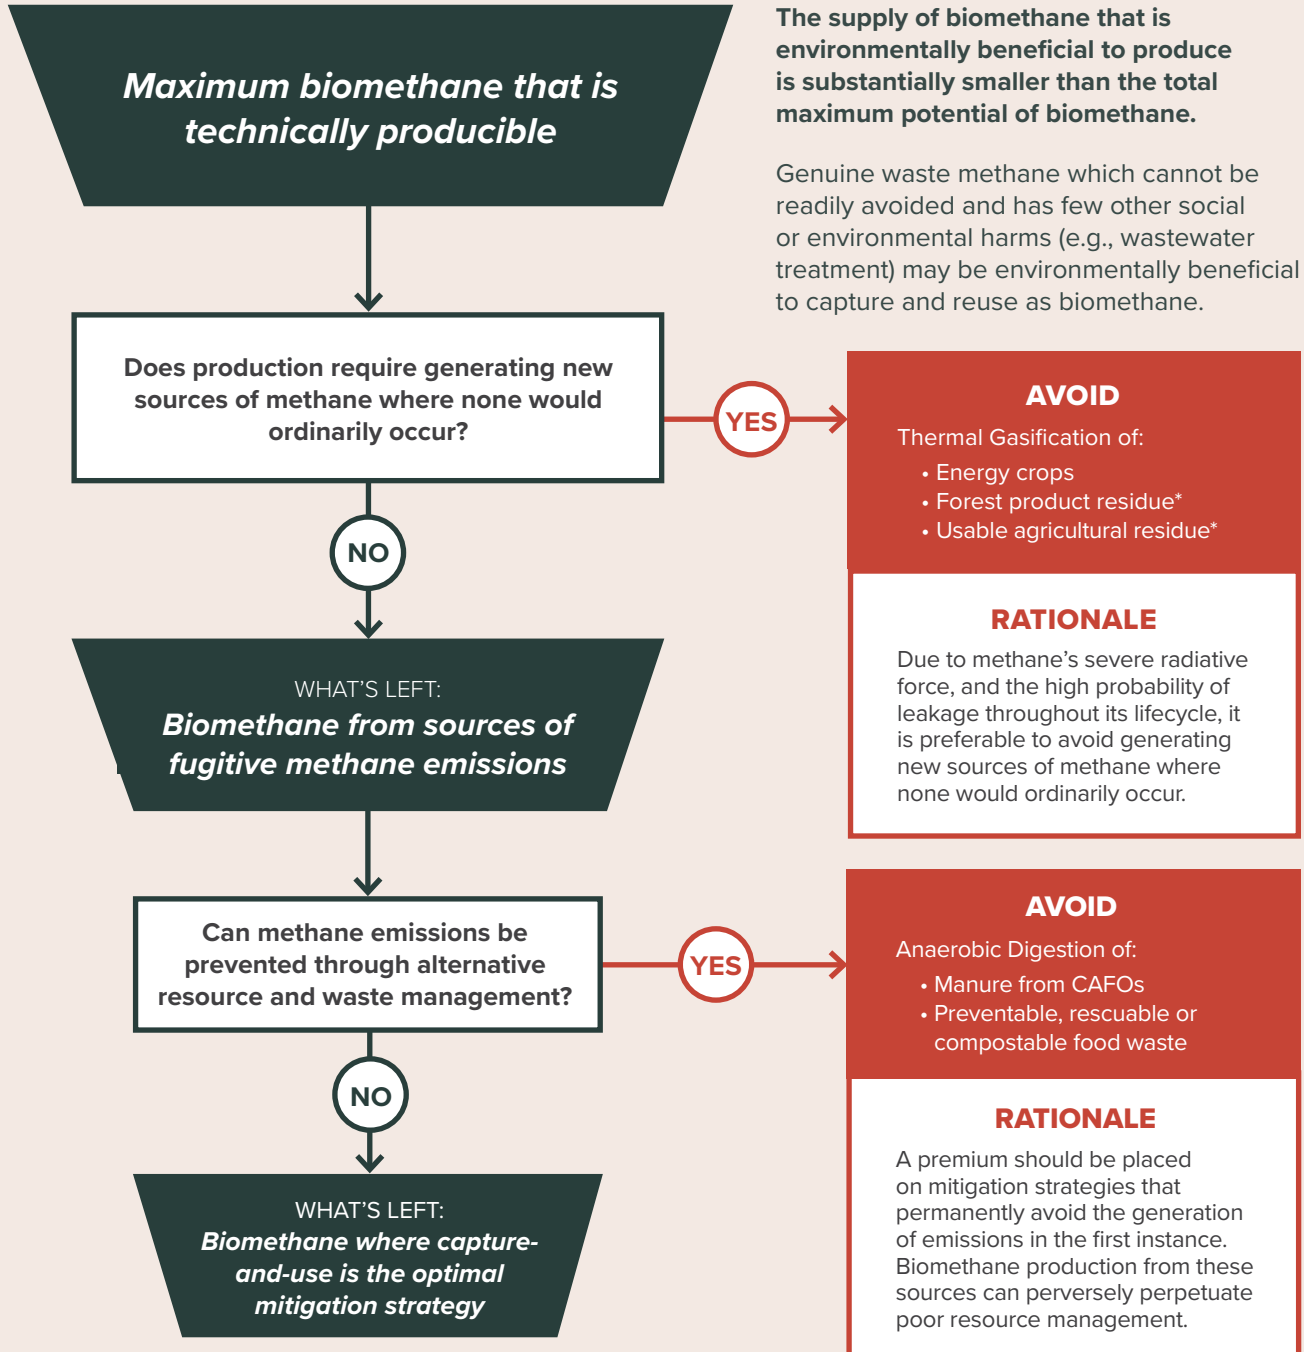 Maximum biomethane that is
technically producible
The supply of biomethane that is
environmentally beneficial to produce
is substantially smaller than the total
maximum potential of biomethane.
Genuine waste methane which cannot be
readily avoided and has few other social
or environmental harms (e.g., wastewater
treatment) may be environmentally beneficial
to capture and reuse as biomethane.
Does production require generating new
sources of methane where none would
ordinarily occur?
YES
AVOID
Thermal Gasification of:
• Energy crops
• Forest product residue*
• Usable agricultural residue*
RATIONALE
Due to methane’s severe radiative
force, and the high probability of
leakage throughout its lifecycle, it
is preferable to avoid generating
new sources of methane where
none would ordinarily occur.
NO
WHAT’S LEFT:
Biomethane from sources of
fugitive methane emissions
Can methane emissions be
prevented through alternative
resource and waste management?
YES
AVOID
Anaerobic Digestion of:
• Manure from CAFOs
• Preventable, rescuable or
compostable food waste
RATIONALE
A premium should be placed
on mitigation strategies that
permanently avoid the generation
of emissions in the first instance.
Biomethane production from these
sources can perversely perpetuate
poor resource management.
NO
WHAT’S LEFT:
Biomethane where capture-
and-use is the optimal
mitigation strategy